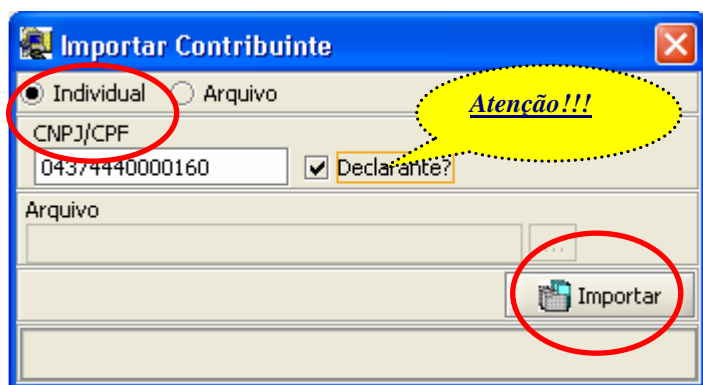 Importar Contribuinte
Individual Arquivo
Atenção!!!
CNPJ/CPF
04374440000160 Declarante?
Arquivo
...
Importar